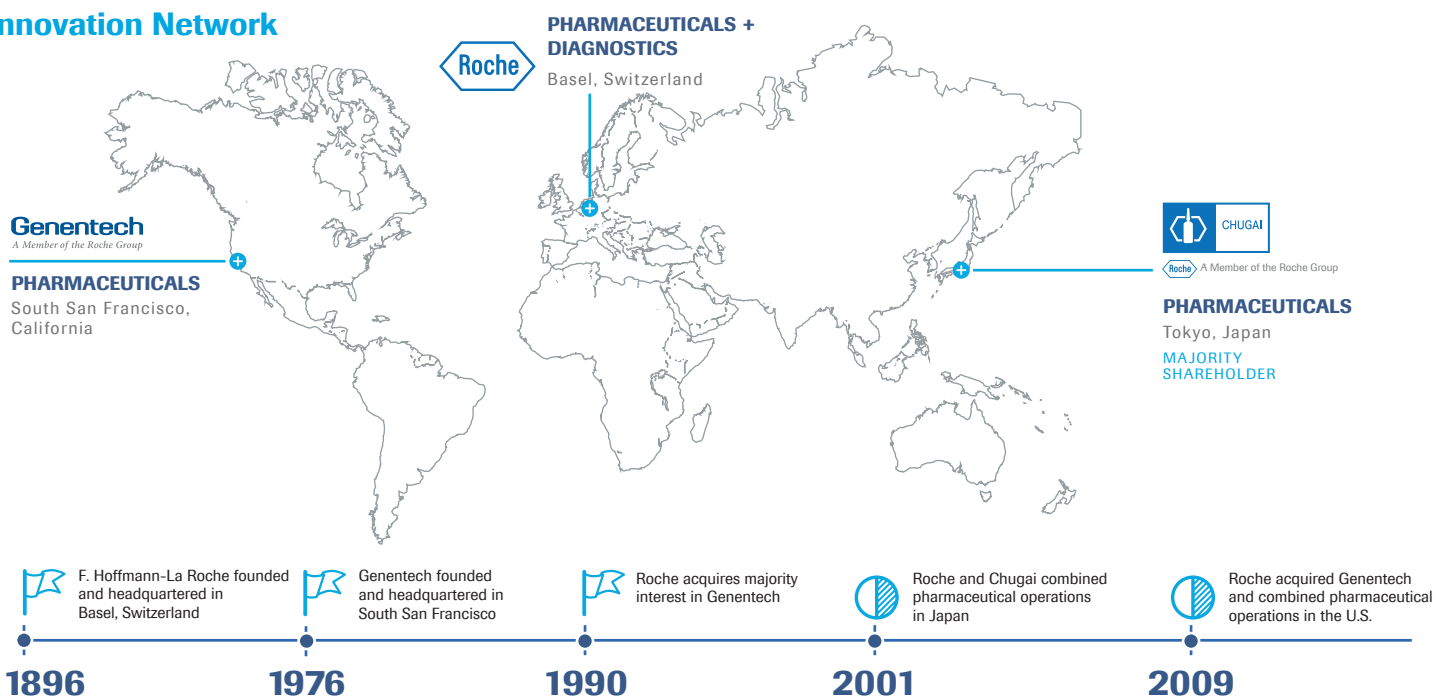 nnovation Network
PHARMACEUTICALS +
DIAGNOSTICS
Basel, Switzerland
Roche
Genentech
A Member of the Roche Group
PHARMACEUTICALS
South San Francisco,
California
CHUGAI
Roche A Member of the Roche Group
PHARMACEUTICALS
Tokyo, Japan
MAJORITY
SHAREHOLDER
F. Hoffmann-La Roche founded
and headquartered in
Basel, Switzerland
Genentech founded
and headquartered in
South San Francisco
Roche acquires majority
interest in Genentech
Roche and Chugai combined
pharmaceutical operations
in Japan
Roche acquired Genentech
and combined pharmaceutical
operations in the U.S.
1896
1976
1990
2001
2009